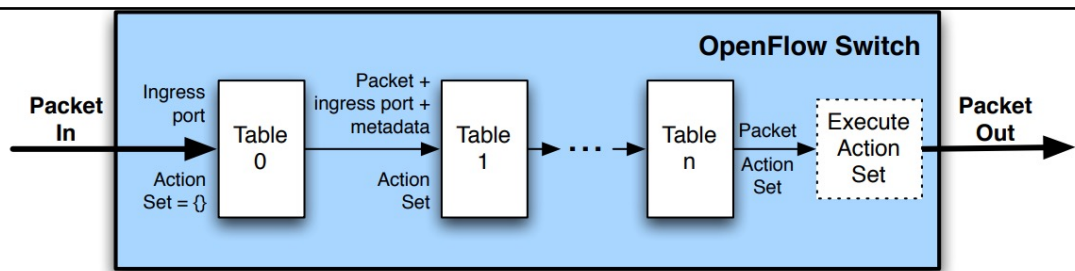 OpenFlow Switch
Packet
In
Ingress
port
Action
Set = {}
Table
0
Packet +
ingress port +
metadata
Action
Set
Table
1
...
Table
n
Packet
Action
Set
Execute
Action
Set
Packet
Out